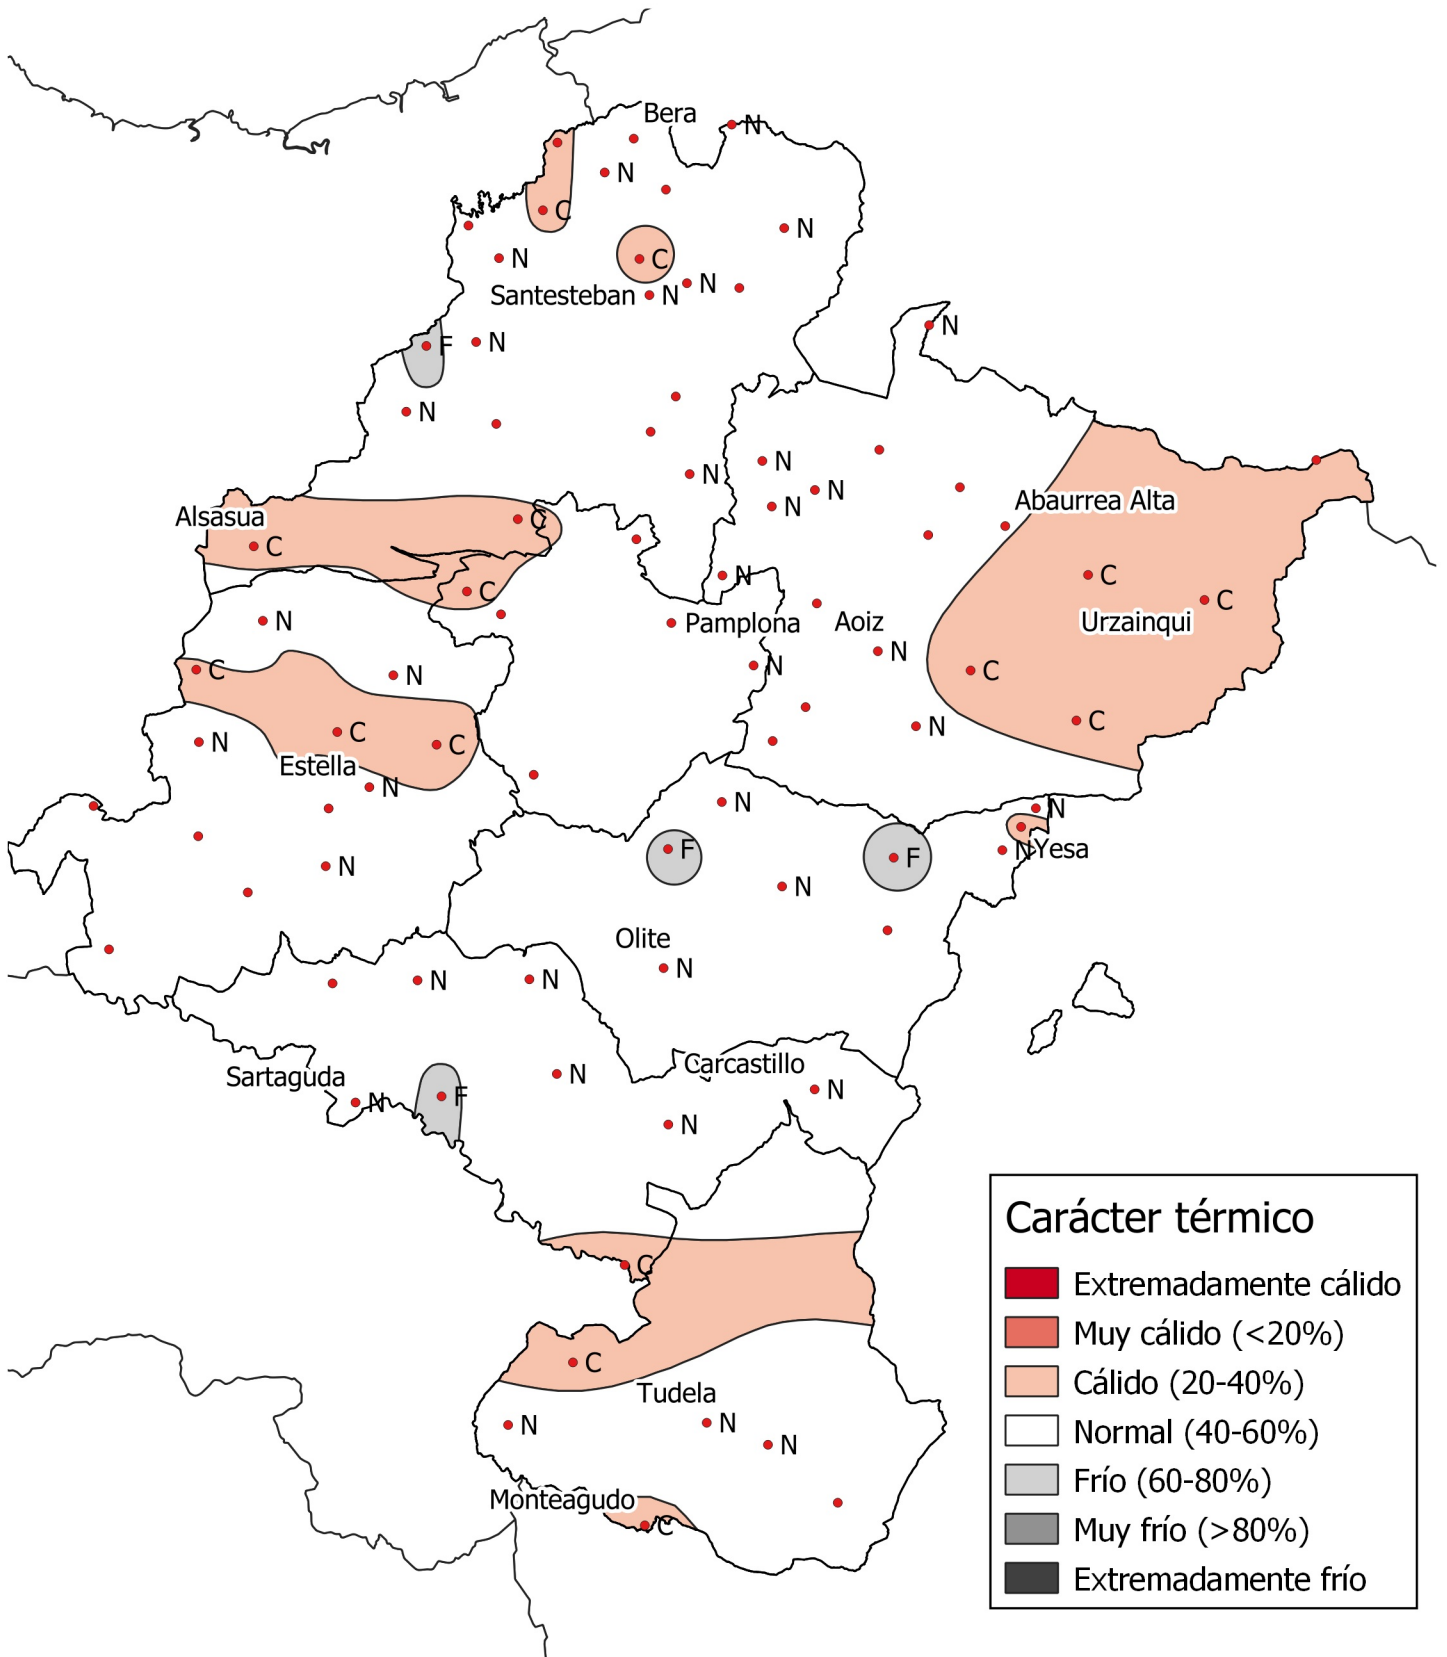 Bera
N
N
C
N
N
C
N
Santesteban
N
N
F
N
N
N
N
N
N
N
Alsasua
C
C
Abaurrea Alta
C
N
C
C
N
Pamplona
Aoiz
Urzainqui
N
N
C
N
C
C
N
N
C
C
Estella
N
N
N
F
F
N
N
Yesa
N
N
Olite
N
N
N
Carcastillo
Sartaguda
N
N
F
N
N
C
C
Tudela
N
N
N
Monteagudo
C
Carácter térmico
Extremadamente cálido
Muy cálido (<20%)
Cálido (20-40%)
Normal (40-60%)
Frío (60-80%)
Muy frío (>80%)
Extremadamente frío